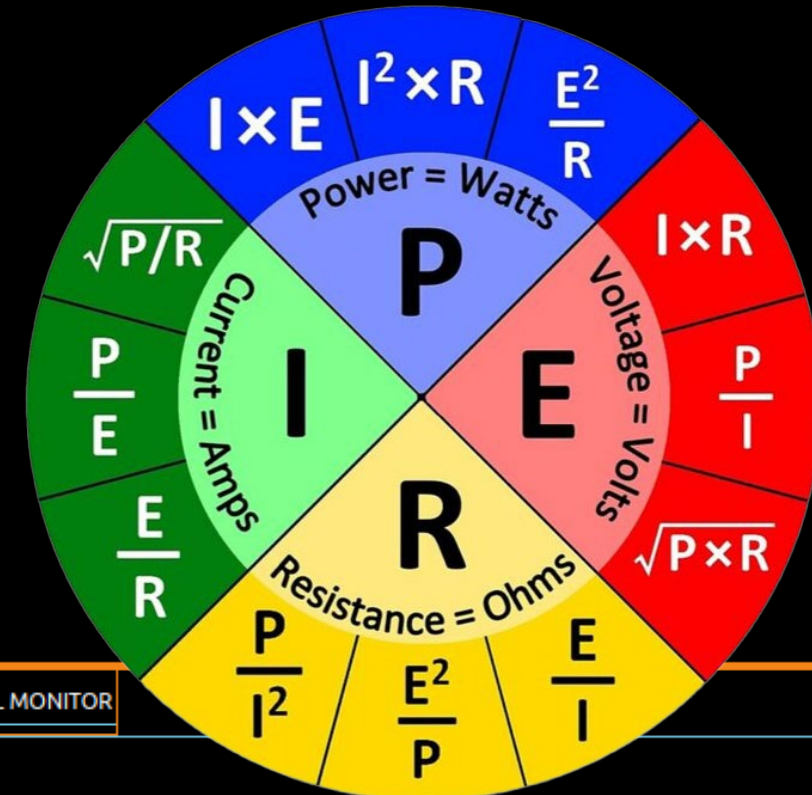 I×E
I²×R
E²
R
Power = Watts
P
√P/R
P
E
E
R
Current = Amps
I
I×R
P
I
√P×R
Voltage = Volts
E
R
Resistance = Ohms
P
I²
E²
P
E
I
MONITOR